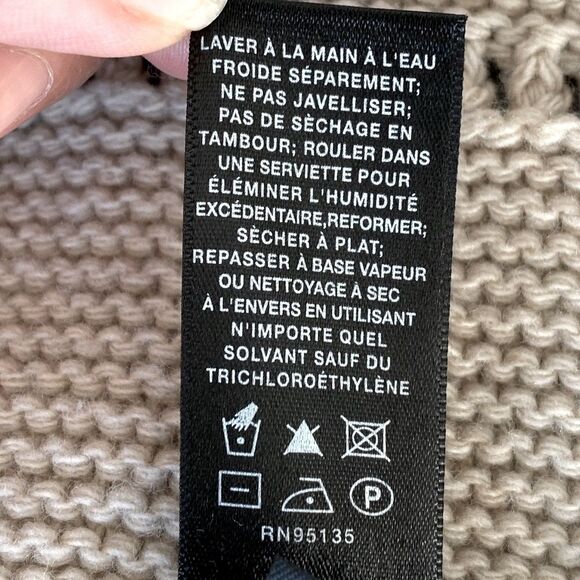 LAVER À LA MAIN À L'EAU
FROIDE SÉPAREMENT;
NE PAS JAVELLISER;
PAS DE SÈCHAGE EN
TAMBOUR; ROULER DANS
UNE SERVIETTE POUR
ÉLÉMINER L'HUMIDITÉ
EXCÉDENTAIRE,REFORMER;
SÈCHER À PLAT;
REPASSER À BASE VAPEUR
OU NETTOYAGE À SEC
À L'ENVERS EN UTILISANT
N'IMPORTE QUEL
SOLVANT SAUF DU
TRICHLOROÉTHYLÈNE
P
RN95135